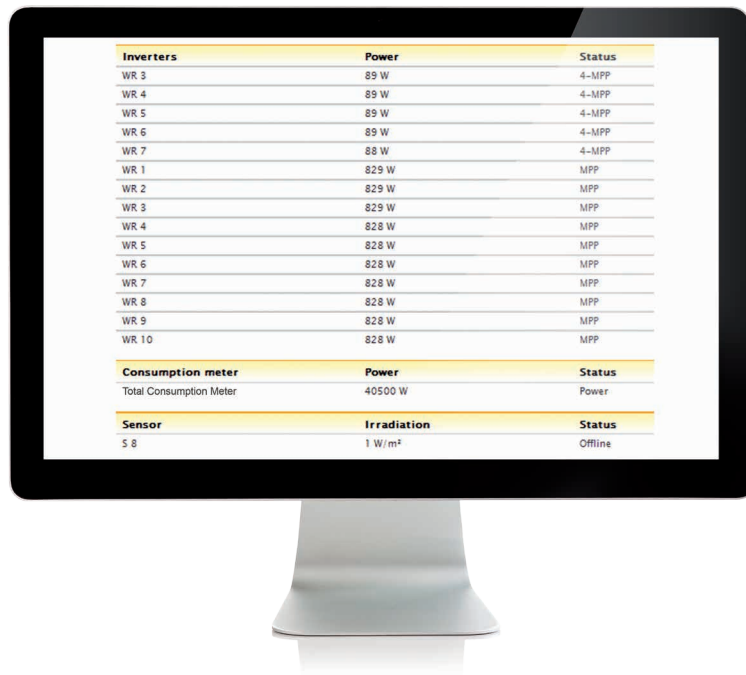 Inverters Power Status
WR 3 89 W 4-MPP
WR 4 89 W 4-MPP
WR 5 89 W 4-MPP
WR 6 89 W 4-MPP
WR 7 88 W 4-MPP
WR 1 829 W MPP
WR 2 829 W MPP
WR 3 829 W MPP
WR 4 828 W MPP
WR 5 828 W MPP
WR 6 828 W MPP
WR 7 828 W MPP
WR 8 828 W MPP
WR 9 828 W MPP
WR 10 828 W MPP
Consumption meter Power Status
Total Consumption Meter 40500 W Power
Sensor Irradiation Status
S 8 1 W/m² Offline